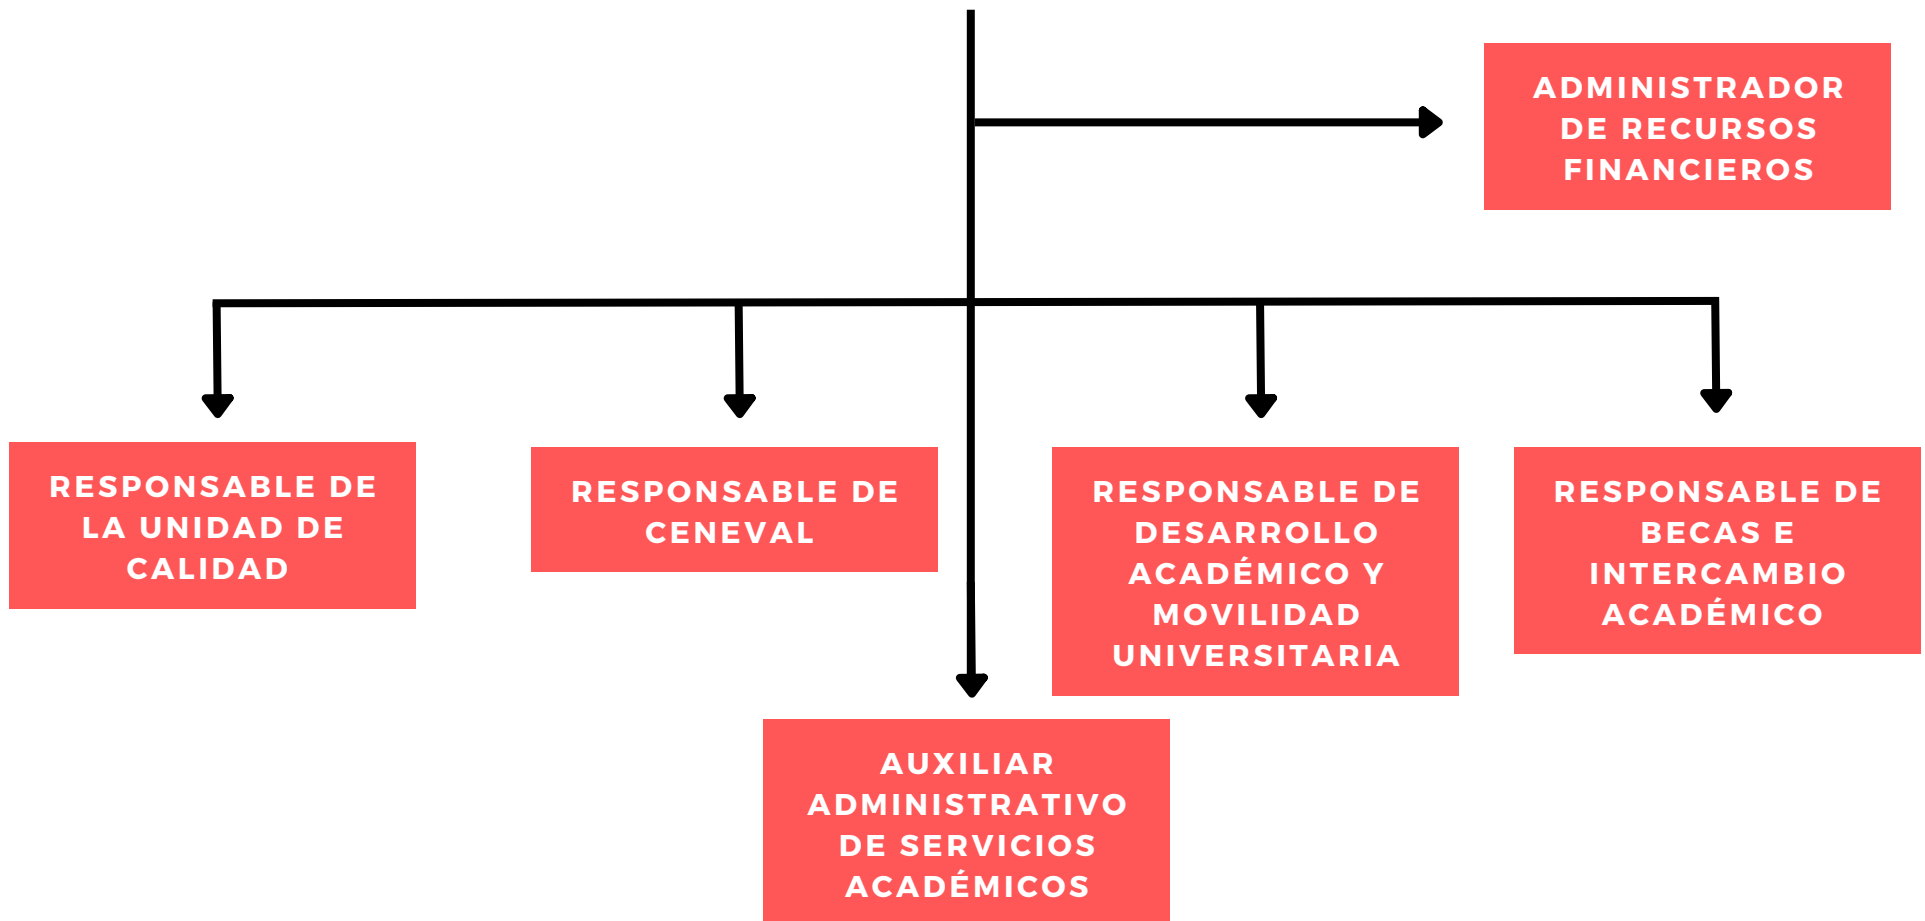 ADMINISTRADOR
DE RECURSOS
FINANCIEROS
RESPONSABLE DE
LA UNIDAD DE
CALIDAD
RESPONSABLE DE
CENEVAL
RESPONSABLE DE
DESARROLLO
ACADÉMICO Y
MOVILIDAD
UNIVERSITARIA
RESPONSABLE DE
BECAS E
INTERCAMBIO
ACADÉMICO
AUXILIAR
ADMINISTRATIVO
DE SERVICIOS
ACADÉMICOS